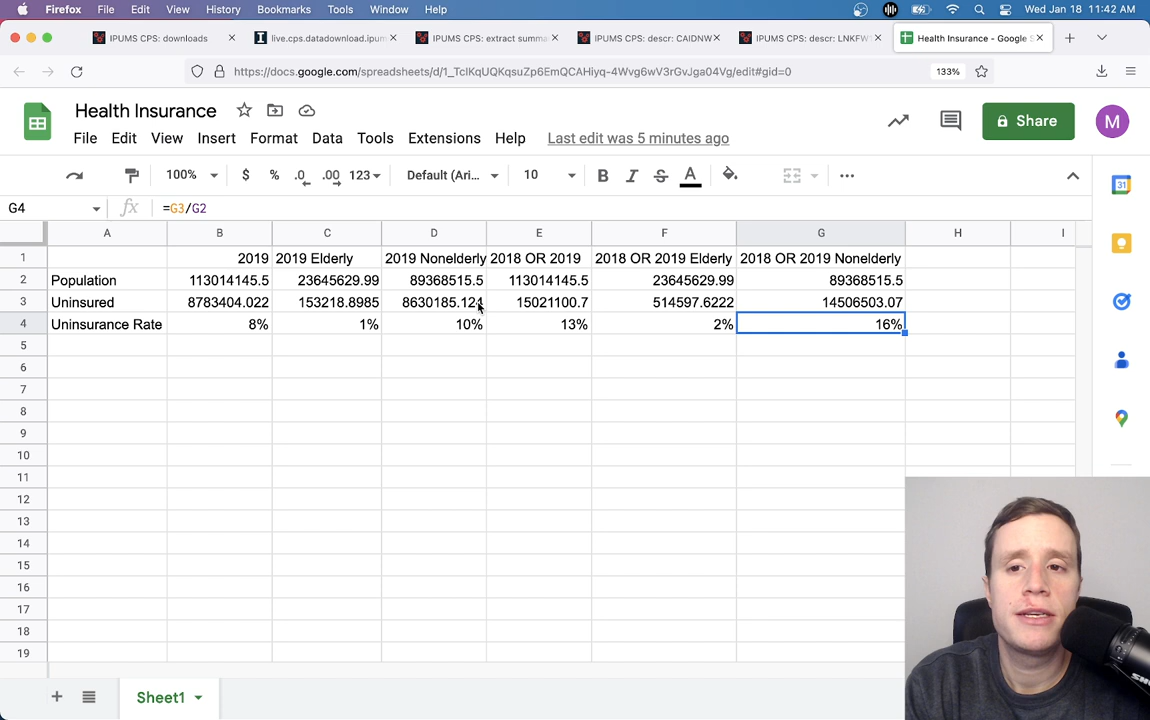 Firefox File Edit View History Bookmarks Tools Window Help Wed Jan 18 11:42 AM
IPUMS CPS: downloads live.cps.datadownload.ipum IPUMS CPS: extract summa IPUMS CPS: descr: CAIDNW IPUMS CPS: descr: LNKFW1 Health Insurance - Google S
https://docs.google.com/spreadsheets/d/1_TclKqUQKqsuZp6EmQCAHiyq-4Wvg6wV3rGvJga04Vg/edit#gid=0 133%
Health Insurance
File Edit View Insert Format Data Tools Extensions Help Last edit was 5 minutes ago
Share
M
100% $ % .0 .00 123 Default (Ari... 10 B I S A
31
G4 fx =G3/G2
A B C D E F G H I
1 2019 2019 Elderly 2019 Nonelderly 2018 OR 2019 2018 OR 2019 Elderly 2018 OR 2019 Nonelderly
2 Population 113014145.5 23645629.99 89368515.5 113014145.5 23645629.99 89368515.5
3 Uninsured 8783404.022 153218.8985 8630185.124 15021100.7 514597.6222 14506503.07
4 Uninsurance Rate 8% 1% 10% 13% 2% 16%
5
6
7
8
9
10
11
12
13
14
15
16
17
18
19
Sheet1